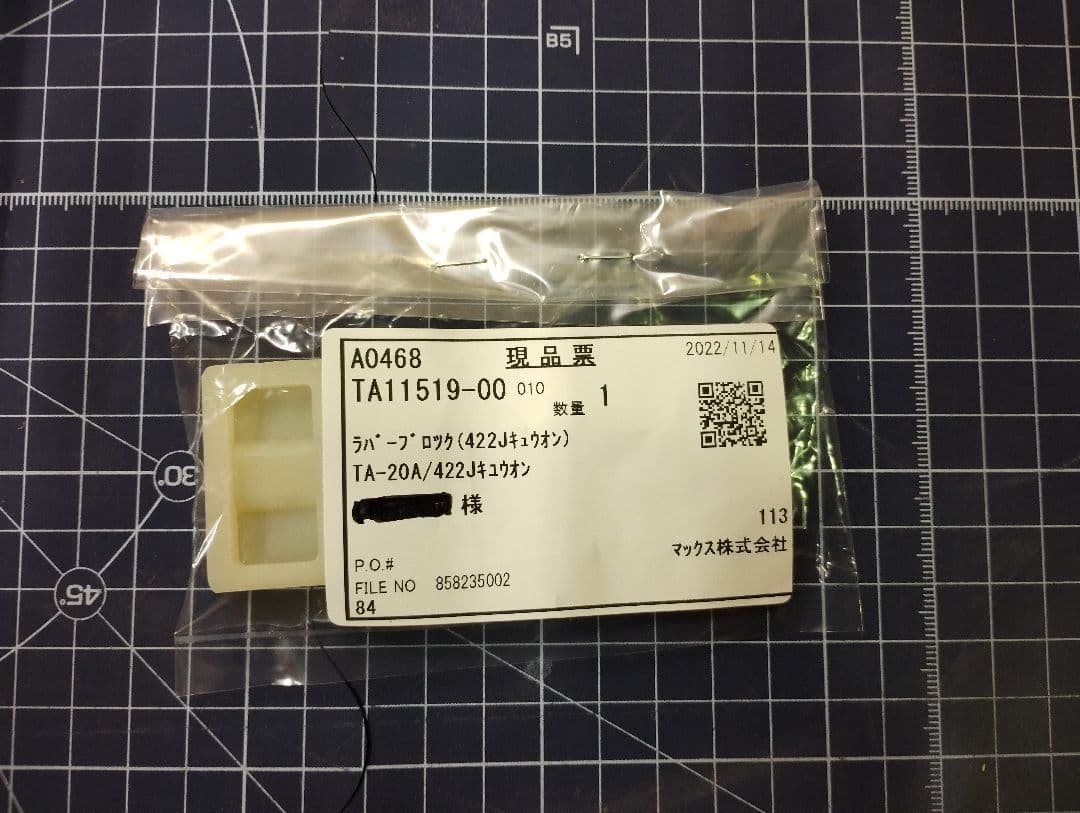 B5
A0468 現品票 2022/11/14
TA11519-00 010
数量 1
ﾗﾊﾞｰﾌﾞﾛﾂｸ(422Jｷｭｳｵﾝ)
TA-20A/422Jｷﾕｳｵﾝ
様
113
マックス株式会社
P.O.#
FILE NO 858235002
84
30°
45°